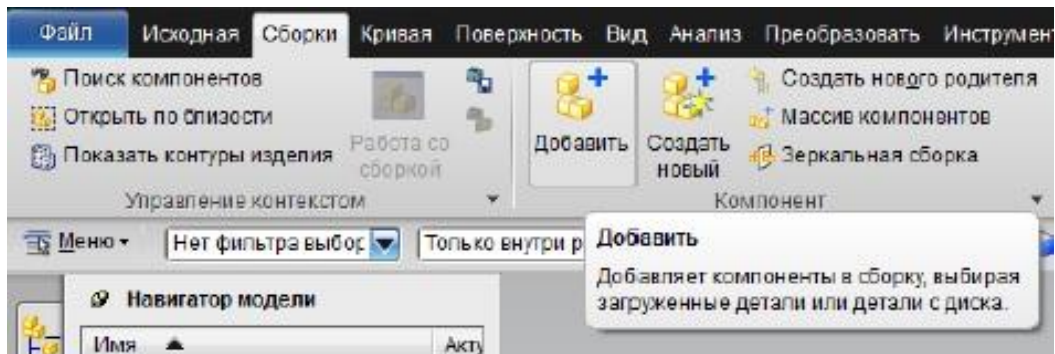 Файл Исходная Сборки Кривая Поверхность Вид Анализ Преобразовать Инструмент
Поиск компонентов
Открыть по близости
Показать контуры изделия
Работа со
сборкой
Управление контекстом
Добавить
Создать
новый
Создать нового родителя
Массив компонентов
Зеркальная сборка
Компонент
Меню Нет фильтра выбор Только внутри р
Добавить
Добавляет компоненты в сборку, выбирая
загруженные детали или детали с диска.
Навигатор модели
Имя Акту